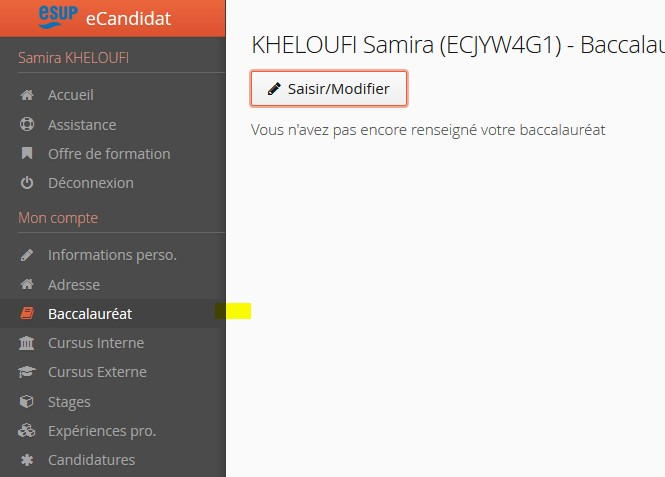 esup eCandidat
Samira KHELOUFI
Accueil
Assistance
Offre de formation
Déconnexion
Mon compte
Informations perso.
Adresse
Baccalauréat
Cursus Interne
Cursus Externe
Stages
Expériences pro.
Candidatures
KHELOUFI Samira (ECJYW4G1) - Baccalau
Saisir/Modifier
Vous n'avez pas encore renseigné votre baccalauréat